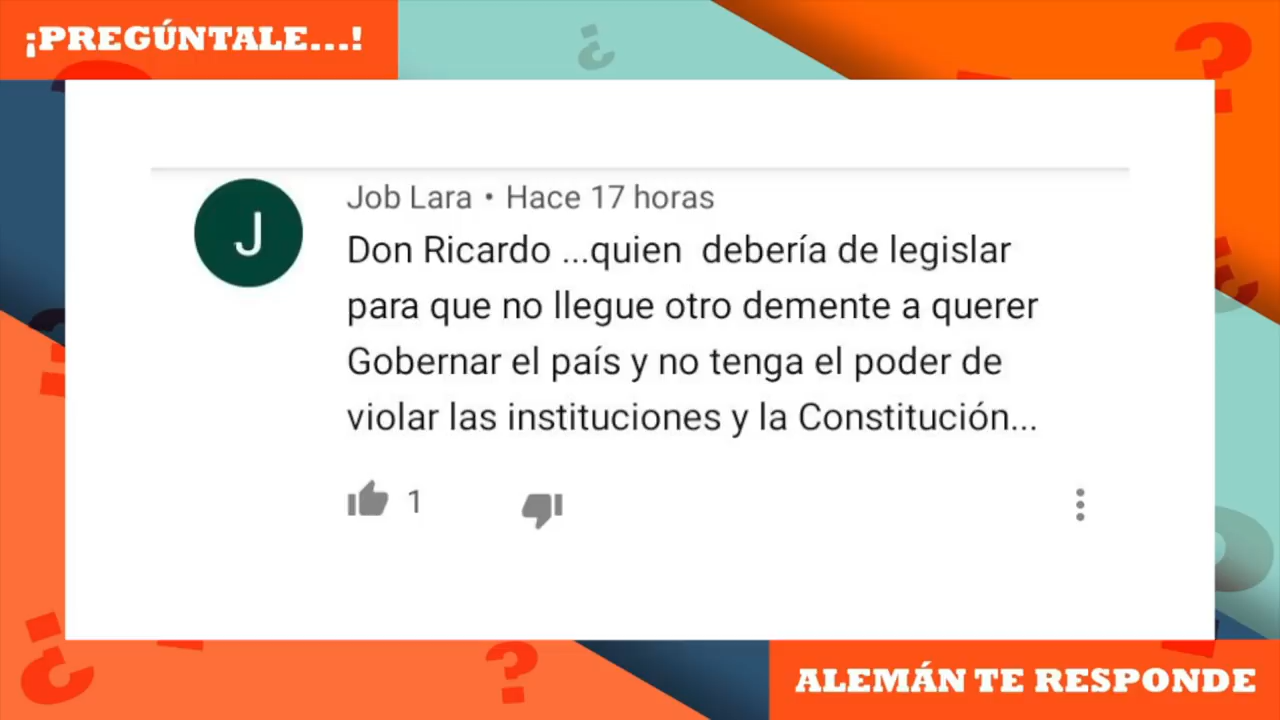 ¡PREGÚNTALE...!
J
Job Lara • Hace 17 horas
Don Ricardo ...quien debería de legislar
para que no llegue otro demente a querer
Gobernar el país y no tenga el poder de
violar las instituciones y la Constitución...
1
ALEMÁN TE RESPONDE